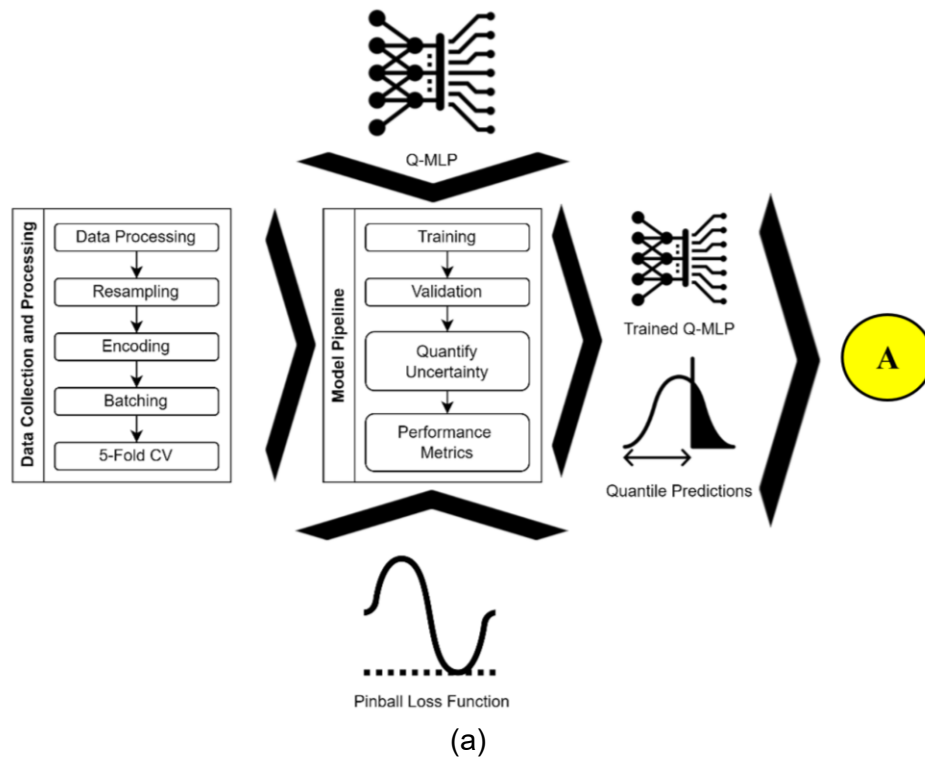 Q-MLP
Data Collection and Processing
Data Processing
Resampling
Encoding
Batching
5-Fold CV
Model Pipeline
Training
Validation
Quantify
Uncertainty
Performance
Metrics
Trained Q-MLP
Quantile Predictions
A
Pinball Loss Function
(a)